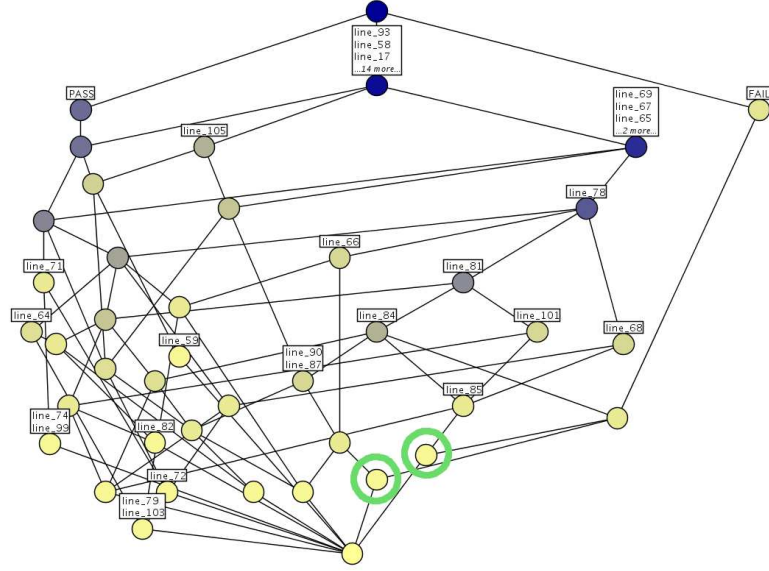 line_93
line_58
line_17
...14 more...
PASS
line_69
line_67
line_65
...2 more...
FAIL
line_105
line_78
line_66
line_71
line_81
line_64
line_84
line_101
line_68
line_59
line_90
line_87
line_85
line_74
line_99
line_82
line_72
line_79
line_103